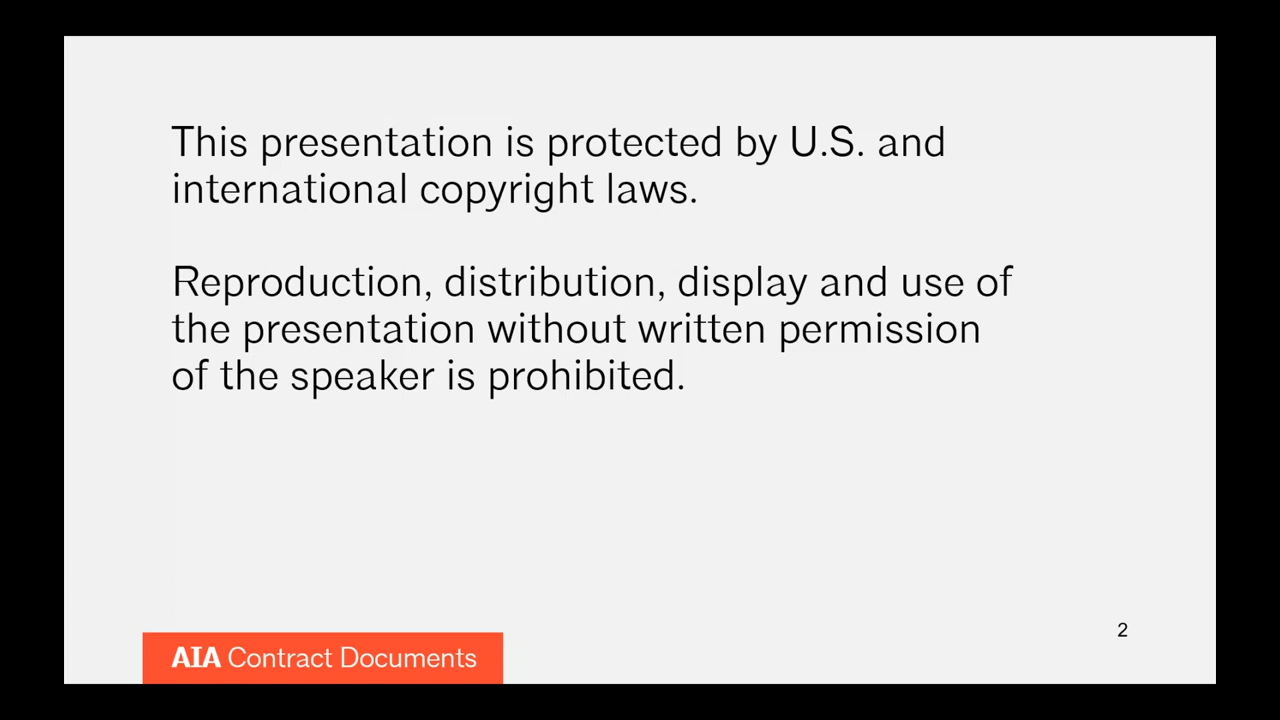 This presentation is protected by U.S. and
international copyright laws.
Reproduction, distribution, display and use of
the presentation without written permission
of the speaker is prohibited.
2
AIA Contract Documents